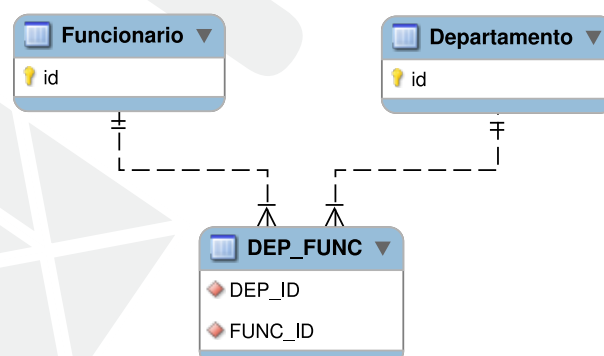 Funcionario
id
Departamento
id
DEP_FUNC
DEP_ID
FUNC_ID